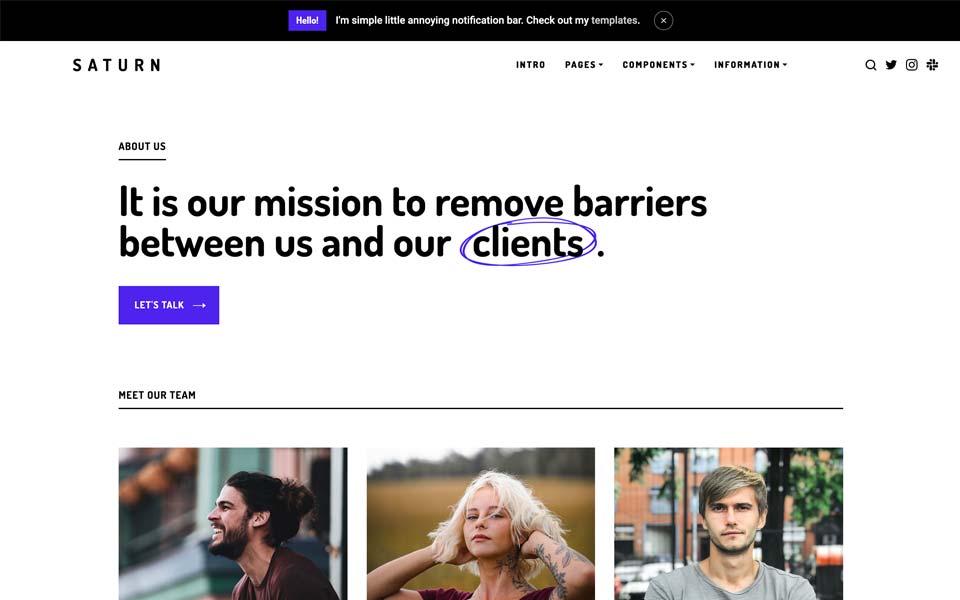 Hello! I'm simple little annoying notification bar. Check out my templates.
SATURN INTRO PAGES COMPONENTS INFORMATION
ABOUT US
It is our mission to remove barriers
between us and our clients .
LET'S TALK
MEET OUR TEAM